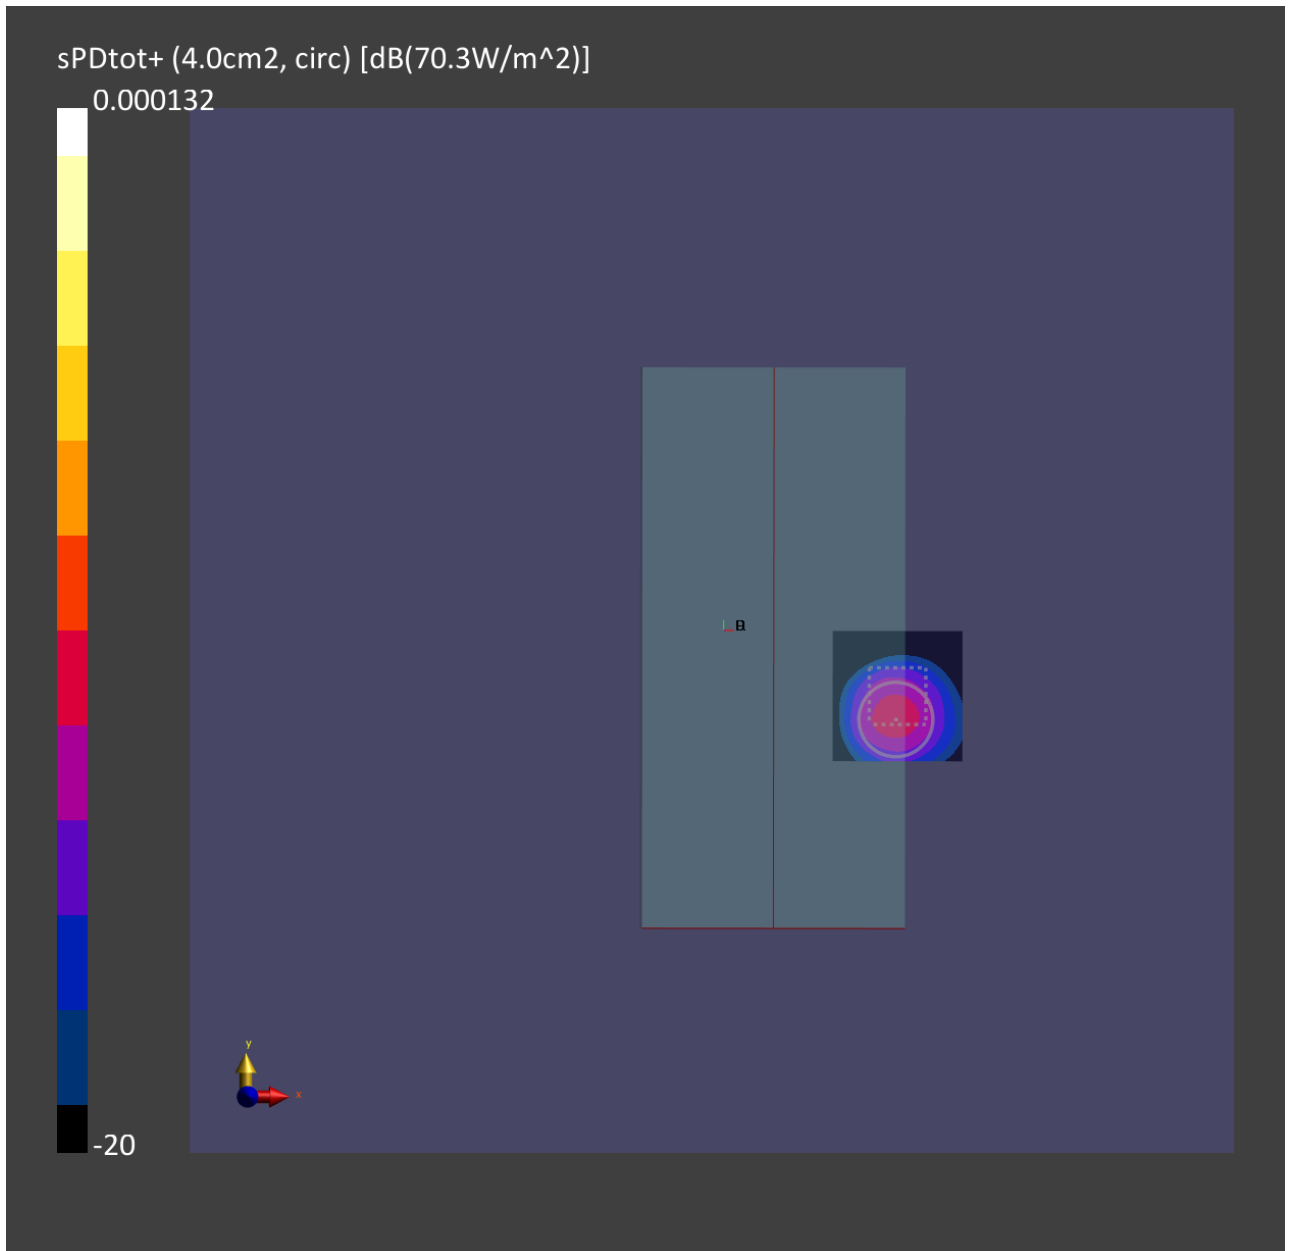 sPDtot+ (4.0cm2, circ) [dB(70.3W/m^2)]
0.000132
-20
y
x